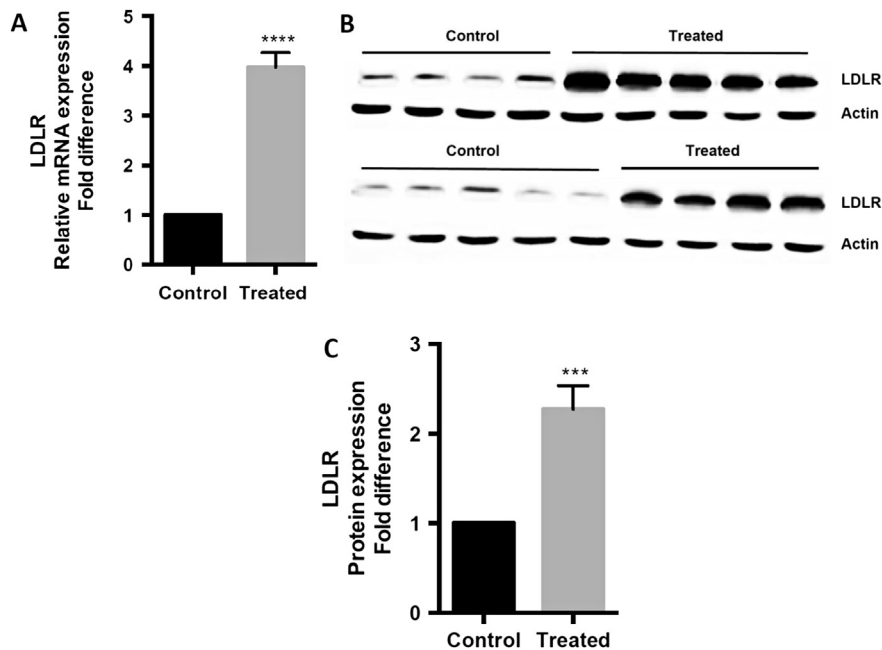 A
LDLR
Relative mRNA expression
Fold difference
5
4
3
2
1
0
****
Control Treated
B
Control Treated
LDLR
Actin
Control Treated
LDLR
Actin
C
LDLR
Protein expression
Fold difference
3
2
1
0
***
Control Treated